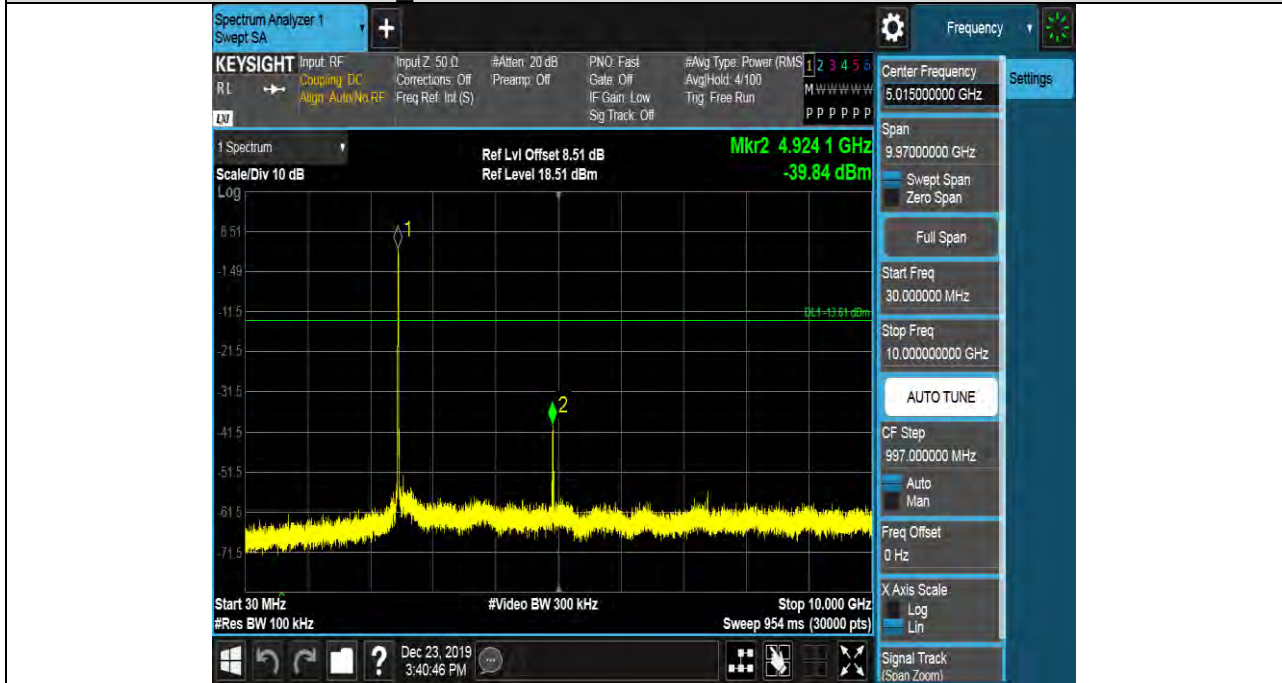 Spectrum Analyzer 1
Swept SA
+
Frequency
KEYSIGHT
RL
LXI
Input: RF
Coupling: DC
Align: Auto/No RF
Input Z: 50 Ω
Corrections: Off
Freq Ref: Int (S)
#Atten: 20 dB
Preamp: Off
PNO: Fast
Gate: Off
IF Gain: Low
Sig Track: Off
#Avg Type: Power (RMS
Avg|Hold: 4/100
Trig: Free Run
1 2 3 4 5 6
M W W W W W
P P P P P P
1 Spectrum
Scale/Div 10 dB
Log
Ref Lvl Offset 8.51 dB
Ref Level 18.51 dBm
Mkr2 4.924 1 GHz
-39.84 dBm
8.51
-1.49
-11.5
-21.5
-31.5
-41.5
-51.5
-61.5
-71.5
1
2
DL1 -13.61 dBm
Start 30 MHz
#Res BW 100 kHz
#Video BW 300 kHz
Stop 10.000 GHz
Sweep 954 ms (30000 pts)
Center Frequency
5.015000000 GHz
Settings
Span
9.97000000 GHz
Swept Span
Zero Span
Full Span
Start Freq
30.000000 MHz
Stop Freq
10.000000000 GHz
AUTO TUNE
CF Step
997.000000 MHz
Auto
Man
Freq Offset
0 Hz
X Axis Scale
Log
Lin
Signal Track
(Span Zoom)
?
Dec 23, 2019
3:40:46 PM